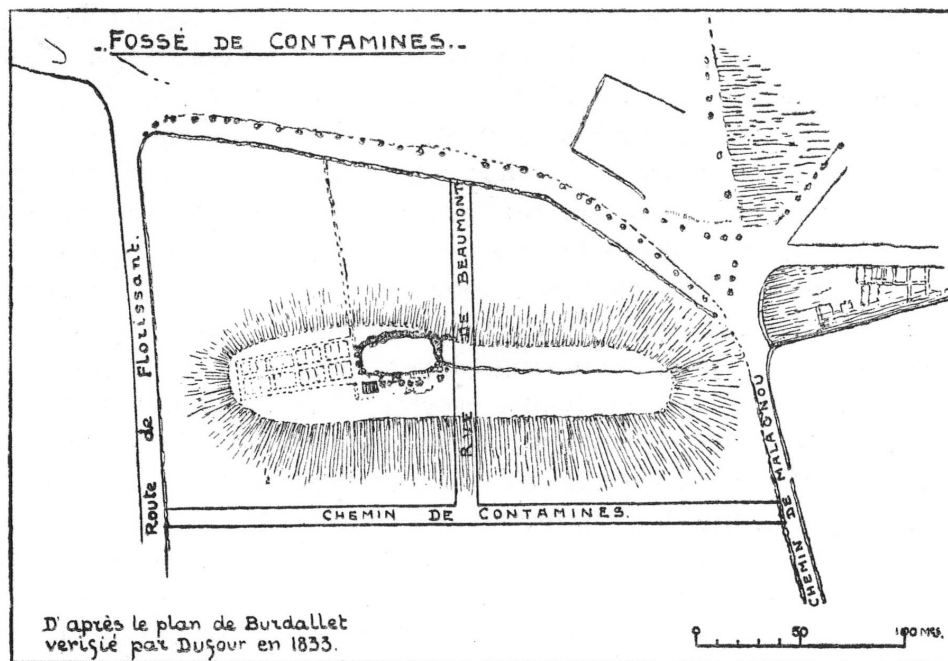 FOSSÉ DE CONTAMINES.
Route de Florissant.
RUE DE BEAUMONT
CHEMIN DE CONTAMINES.
CHEMIN DE MALAGNOU
D'après le plan de Burdallet
verifié par Dufour en 1833.
0 50 100 MES.